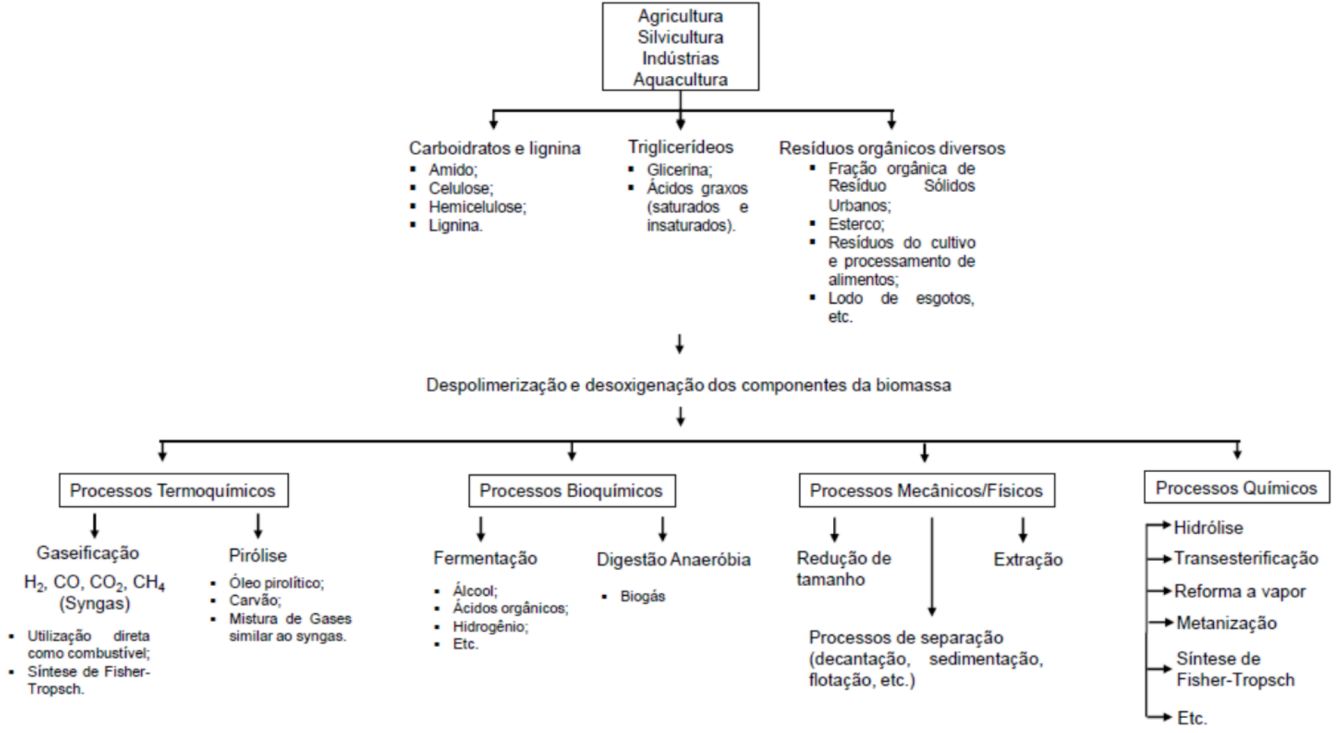 Agricultura
Silvicultura
Indústrias
Aquacultura
Carboidratos e lignina
▪ Amido;
▪ Celulose;
▪ Hemicelulose;
▪ Lignina.
Triglicerídeos
▪ Glicerina;
▪ Ácidos graxos
(saturados e
insaturados).
Resíduos orgânicos diversos
▪ Fração orgânica de
Resíduo Sólidos
Urbanos;
▪ Esterco;
▪ Resíduos do cultivo
e processamento de
alimentos;
▪ Lodo de esgotos,
etc.
Despolimerização e desoxigenação dos componentes da biomassa
Processos Termoquímicos
Gaseificação
H₂, CO, CO₂, CH₄
(Syngas)
▪ Utilização direta
como combustível;
▪ Síntese de Fisher-
Tropsch.
Pirólise
▪ Óleo pirolítico;
▪ Carvão;
▪ Mistura de Gases
similar ao syngas.
Processos Bioquímicos
Fermentação
▪ Álcool;
▪ Ácidos orgânicos;
▪ Hidrogênio;
▪ Etc.
Digestão Anaeróbia
▪ Biogás
Processos Mecânicos/Físicos
Redução de
tamanho
Processos de separação
(decantação, sedimentação,
flotação, etc.)
Extração
Processos Químicos
Hidrólise
Transesterificação
Reforma a vapor
Metanização
Síntese de
Fisher-Tropsch
Etc.